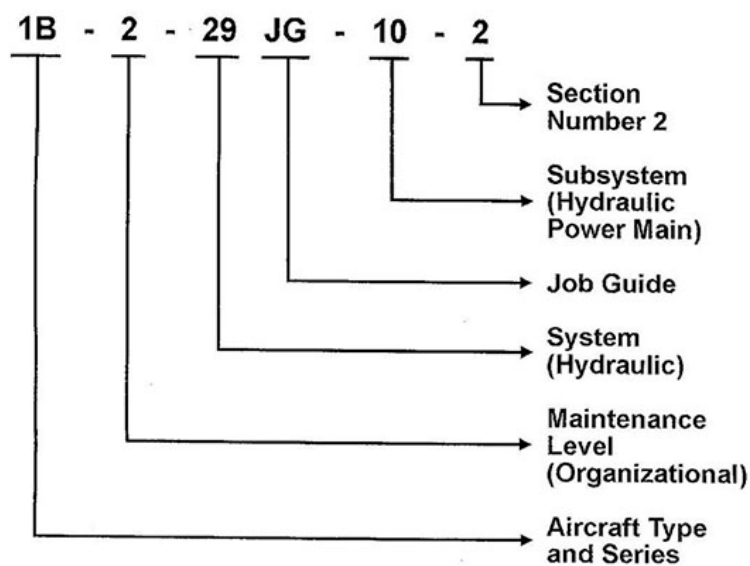 1B - 2 - 29 JG - 10 - 2
Section
Number 2
Subsystem
(Hydraulic
Power Main)
Job Guide
System
(Hydraulic)
Maintenance
Level
(Organizational)
Aircraft Type
and Series